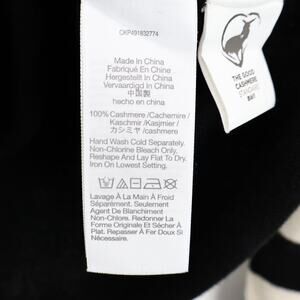 CKP491832774
Made In China
Fabriqué En China
Hergestellt In China
Vervaardigd In China
中国製
hecho en china
100% Cashmere/Cachemire/
Kaschmir/Kasjmier/
カシミヤ/cashmere
Hand Wash Cold Separately.
Non-Chlorine Bleach Only.
Reshape And Lay Flat To Dry.
Iron On Lowest Setting.
Lavage À La Main À Froid
Séparément. Seulement
Agent De Blanchiment
Non Chlore. Redonner La
Forme Originale Et Sécher À
Plat. Repasser À Fer Doux Si
Nécessaire.
THE GOOD
CASHMERE
STANDARD